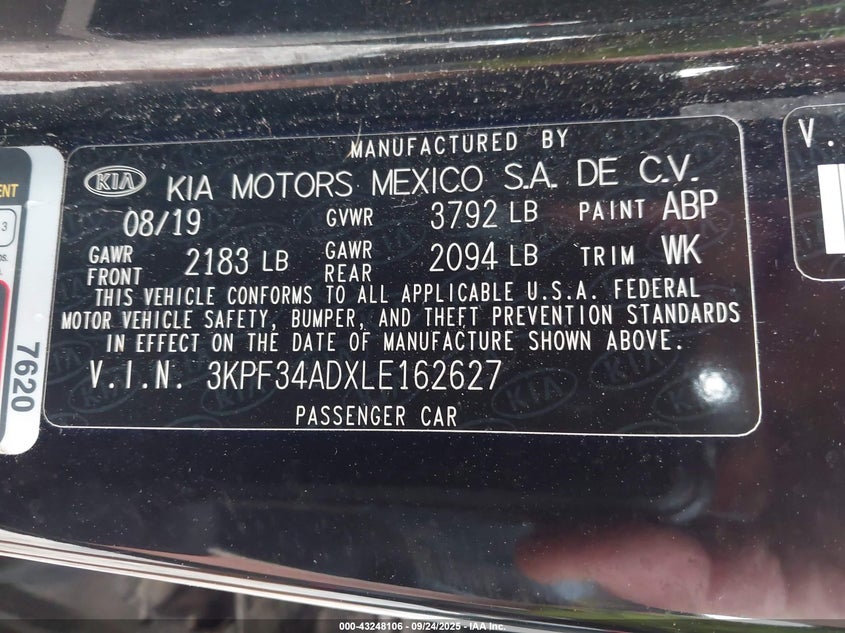 MANUFACTURED BY
KIA KIA MOTORS MEXICO S.A. DE C.V.
08/19 GVWR 3792 LB PAINT ABP
GAWR FRONT 2183 LB GAWR REAR 2094 LB TRIM WK
THIS VEHICLE CONFORMS TO ALL APPLICABLE U.S.A. FEDERAL
MOTOR VEHICLE SAFETY, BUMPER, AND THEFT PREVENTION STANDARDS
IN EFFECT ON THE DATE OF MANUFACTURE SHOWN ABOVE.
V.I.N. 3KPF34ADXLE162627
PASSENGER CAR
7620
V.
000-43248106 - 09/24/2025 - IAA Inc.